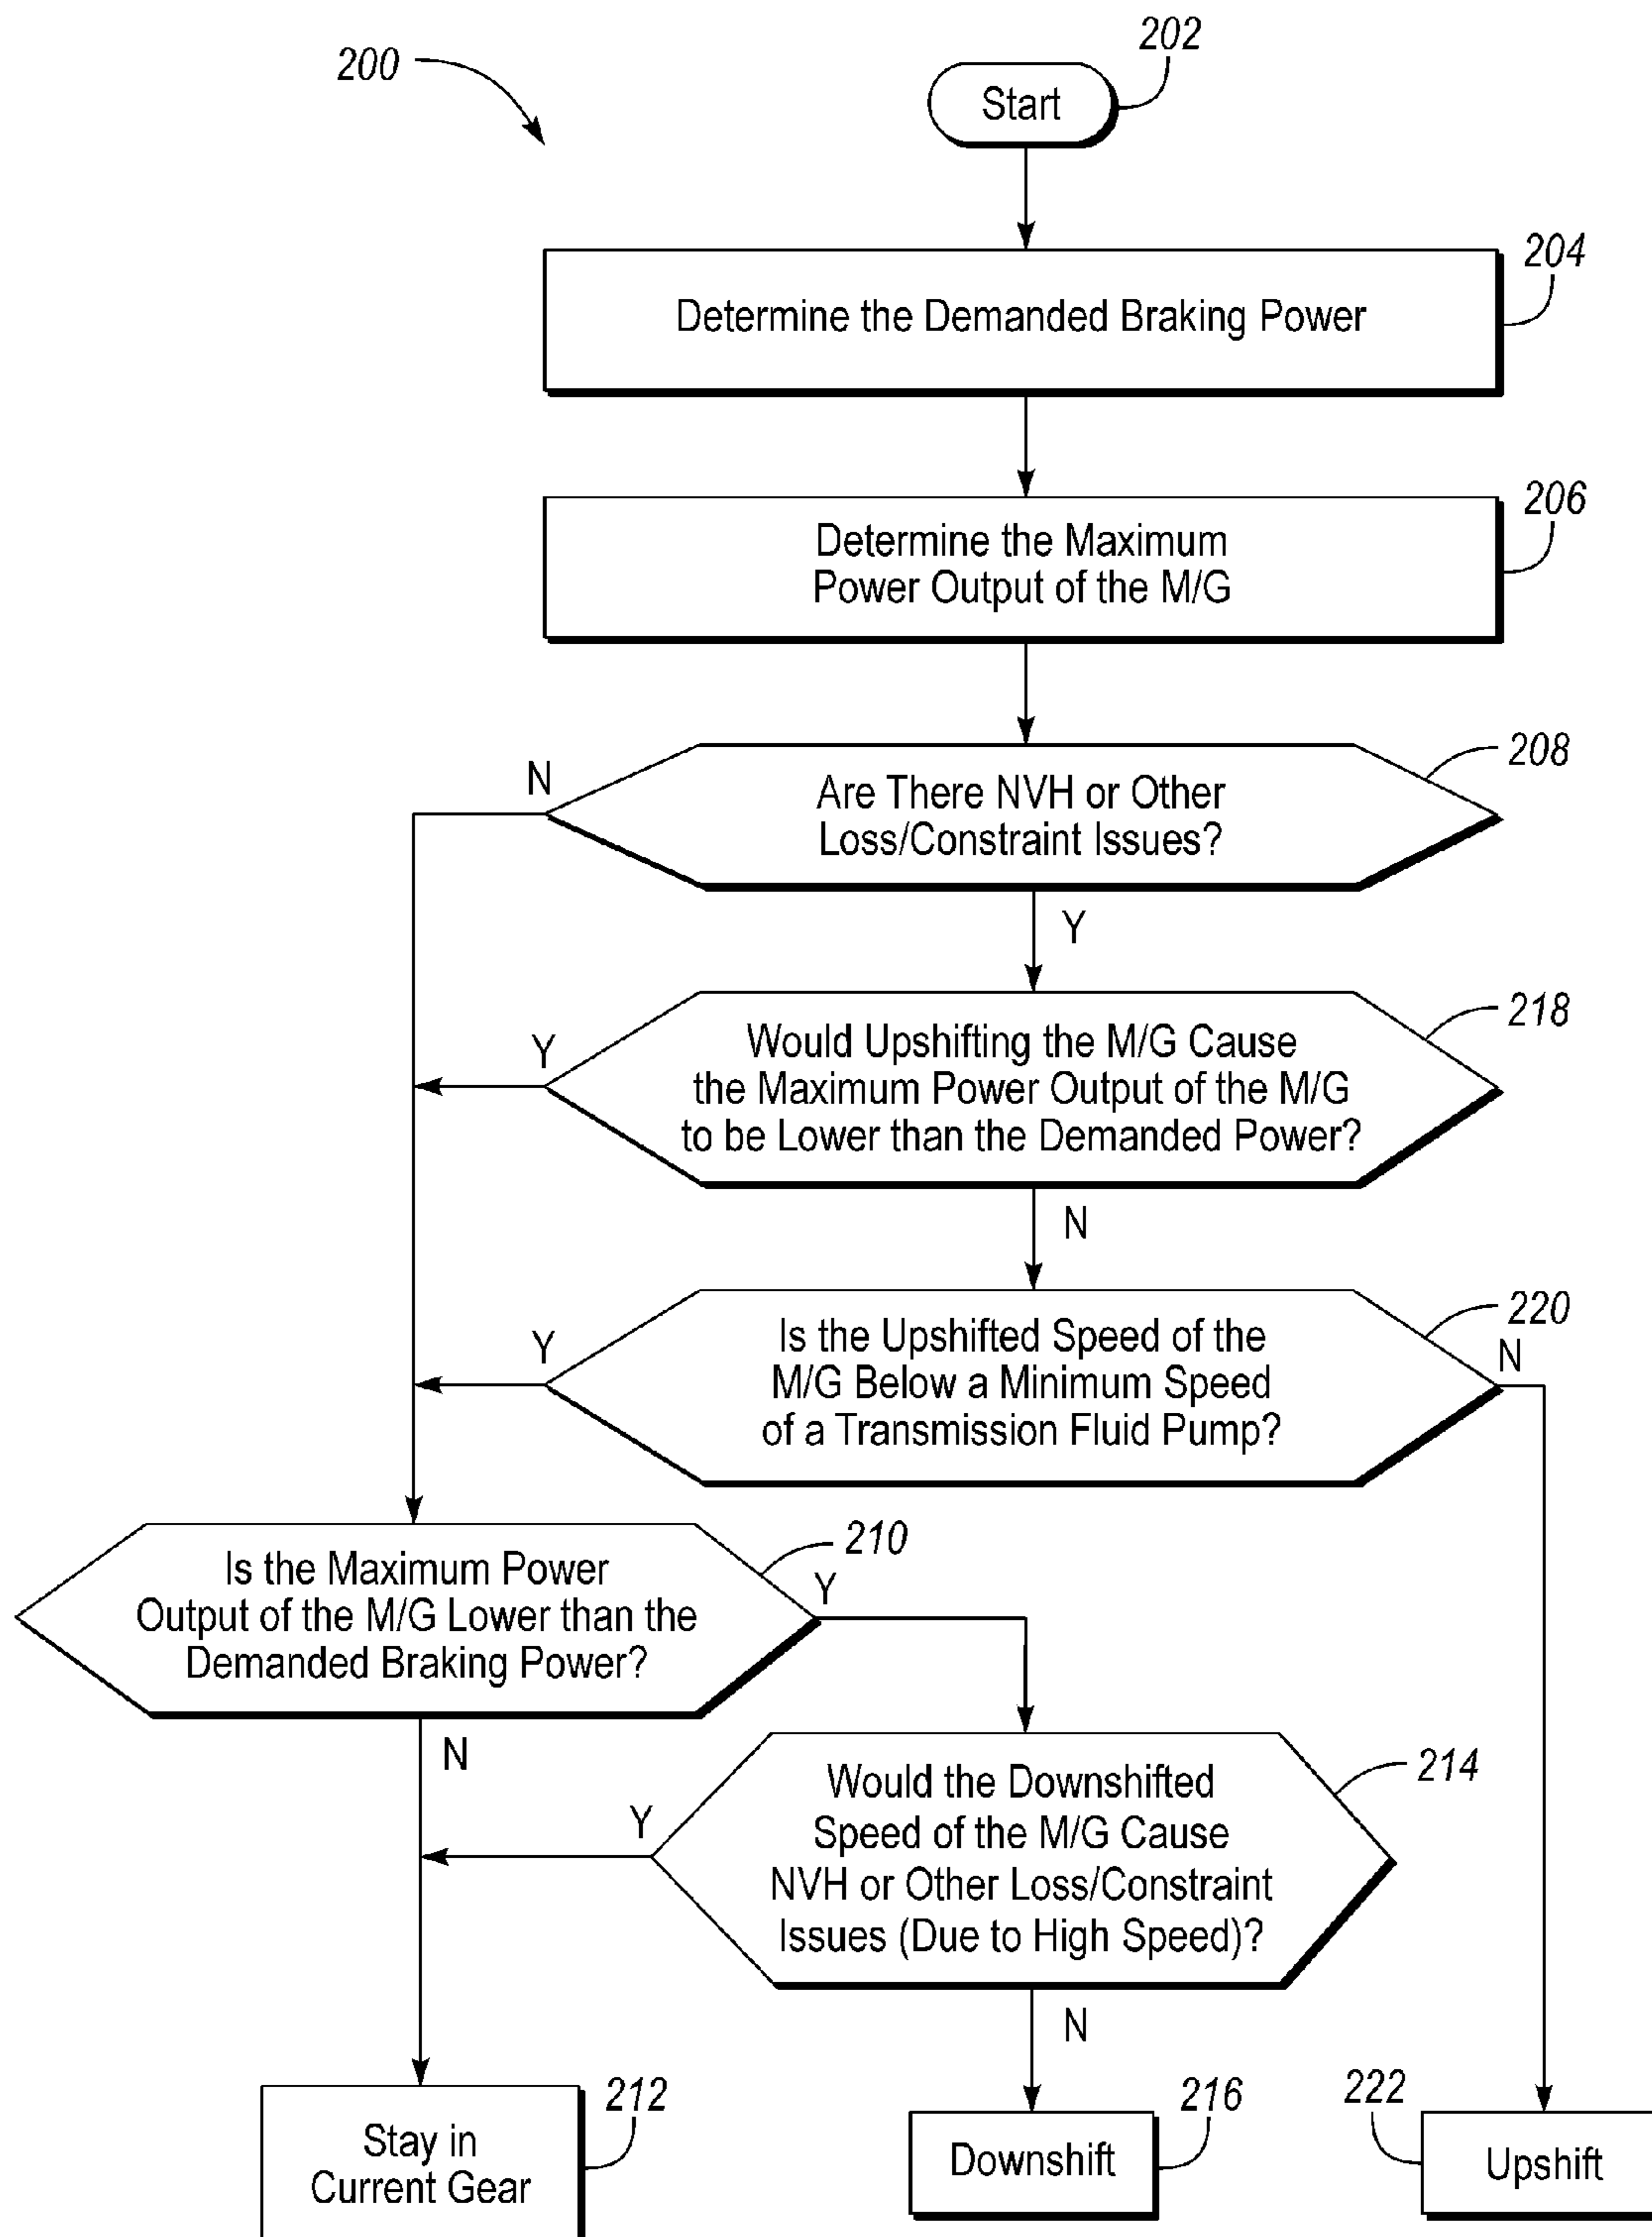 200
202
Start
204
Determine the Demanded Braking Power
206
Determine the Maximum
Power Output of the M/G
208
N
Are There NVH or Other
Loss/Constraint Issues?
Y
218
Y
Would Upshifting the M/G Cause
the Maximum Power Output of the M/G
to be Lower than the Demanded Power?
N
220
Y
Is the Upshifted Speed of the
M/G Below a Minimum Speed
of a Transmission Fluid Pump?
N
210
Is the Maximum Power
Output of the M/G Lower than the
Demanded Braking Power?
Y
N
214
Y
Would the Downshifted
Speed of the M/G Cause
NVH or Other Loss/Constraint
Issues (Due to High Speed)?
N
212
Stay in
Current Gear
216
Downshift
222
Upshift